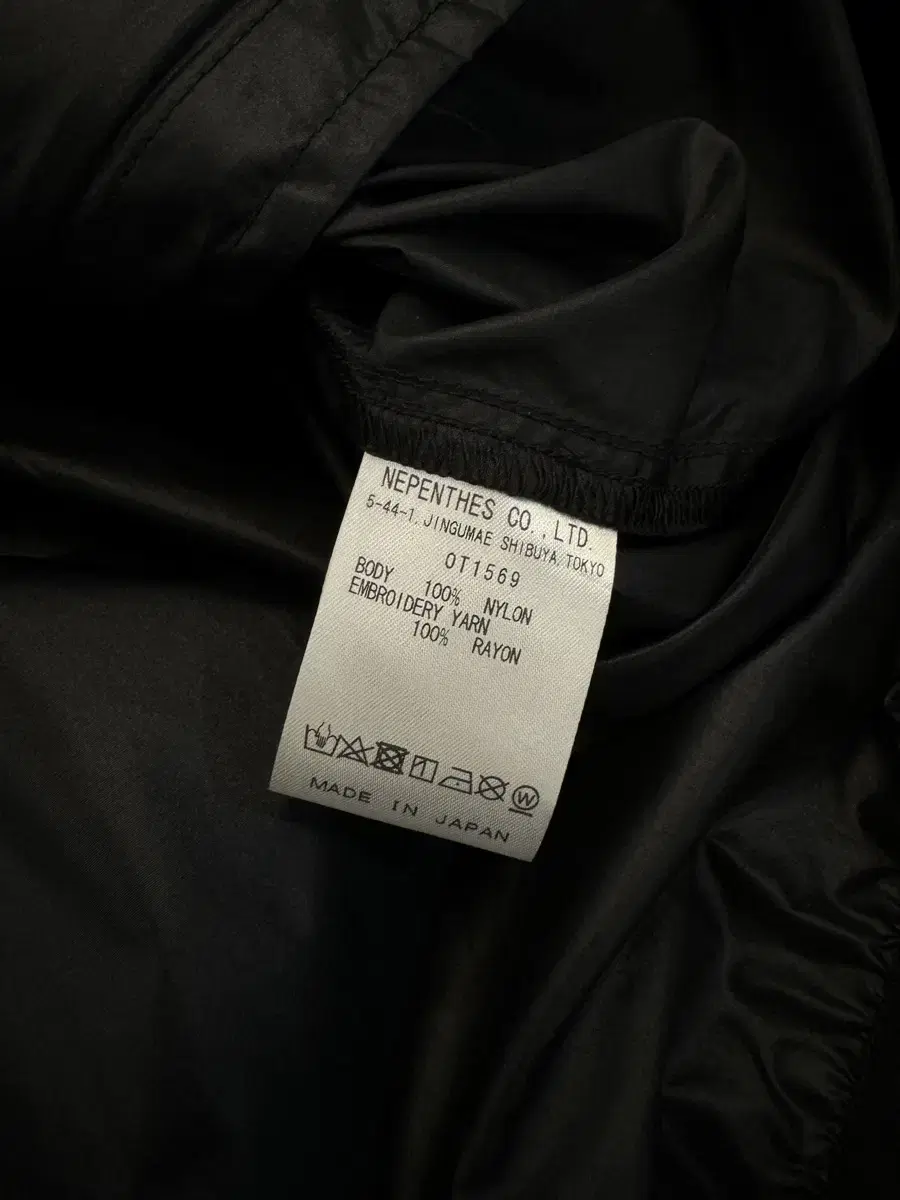 NEPENTHES CO.,LTD.
5-44-1,JINGUMAE SHIBUYA,TOKYO
OT1569
BODY 100% NYLON
EMBROIDERY YARN
100% RAYON
W
MADE IN JAPAN